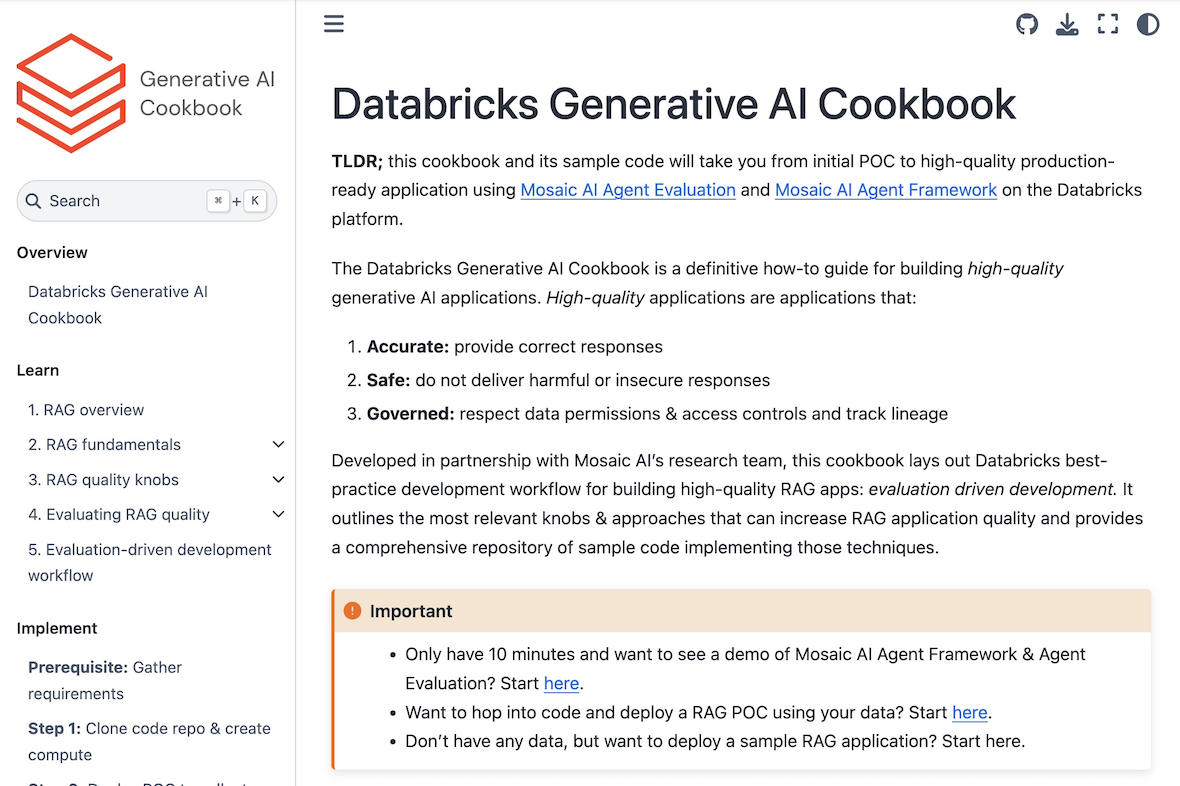 Generative AI
Cookbook
Search
⌘ + K
Overview
Databricks Generative AI
Cookbook
Learn
1. RAG overview
2. RAG fundamentals
3. RAG quality knobs
4. Evaluating RAG quality
5. Evaluation-driven development
workflow
Implement
Prerequisite: Gather
requirements
Step 1: Clone code repo & create
compute
Databricks Generative AI Cookbook
TLDR; this cookbook and its sample code will take you from initial POC to high-quality production-
ready application using Mosaic AI Agent Evaluation and Mosaic AI Agent Framework on the Databricks
platform.
The Databricks Generative AI Cookbook is a definitive how-to guide for building high-quality
generative AI applications. High-quality applications are applications that:
1. Accurate: provide correct responses
2. Safe: do not deliver harmful or insecure responses
3. Governed: respect data permissions & access controls and track lineage
Developed in partnership with Mosaic AI’s research team, this cookbook lays out Databricks best-
practice development workflow for building high-quality RAG apps: evaluation driven development. It
outlines the most relevant knobs & approaches that can increase RAG application quality and provides
a comprehensive repository of sample code implementing those techniques.
Important
• Only have 10 minutes and want to see a demo of Mosaic AI Agent Framework & Agent
Evaluation? Start here.
• Want to hop into code and deploy a RAG POC using your data? Start here.
• Don’t have any data, but want to deploy a sample RAG application? Start here.